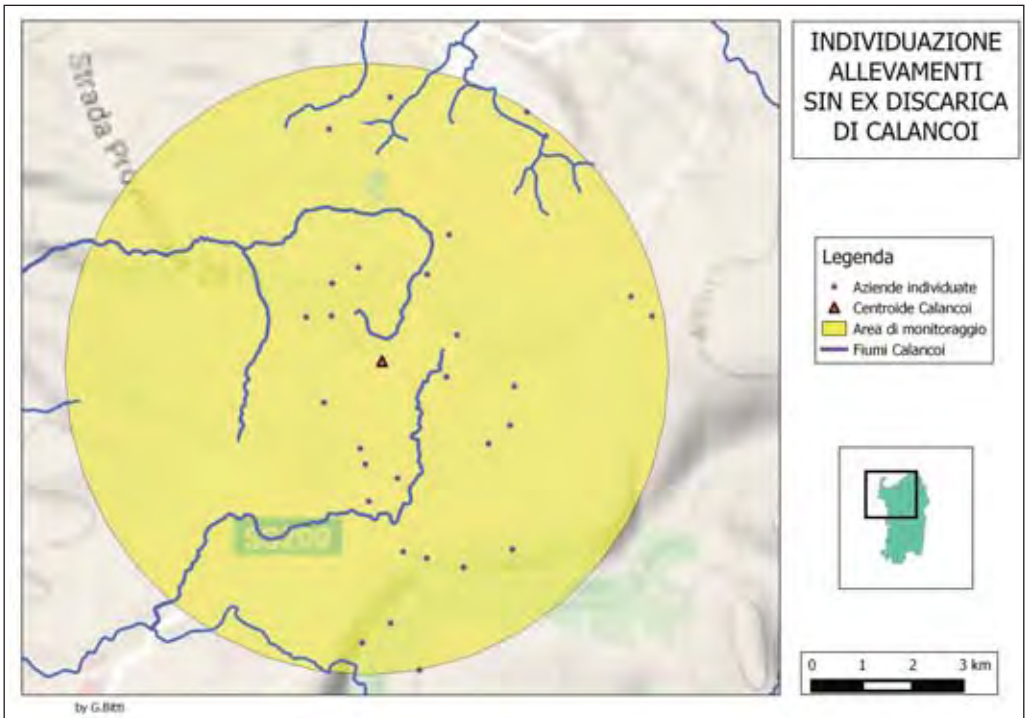 INDIVIDUAZIONE
ALLEVAMENTI
SIN EX DISCARICA
DI CALANCOI
Strada Pro
Legenda
Aziende individuate
Centroide Calancoi
Area di monitoraggio
Fiumi Calancoi
0 1 2 3 km
by G.Bitti